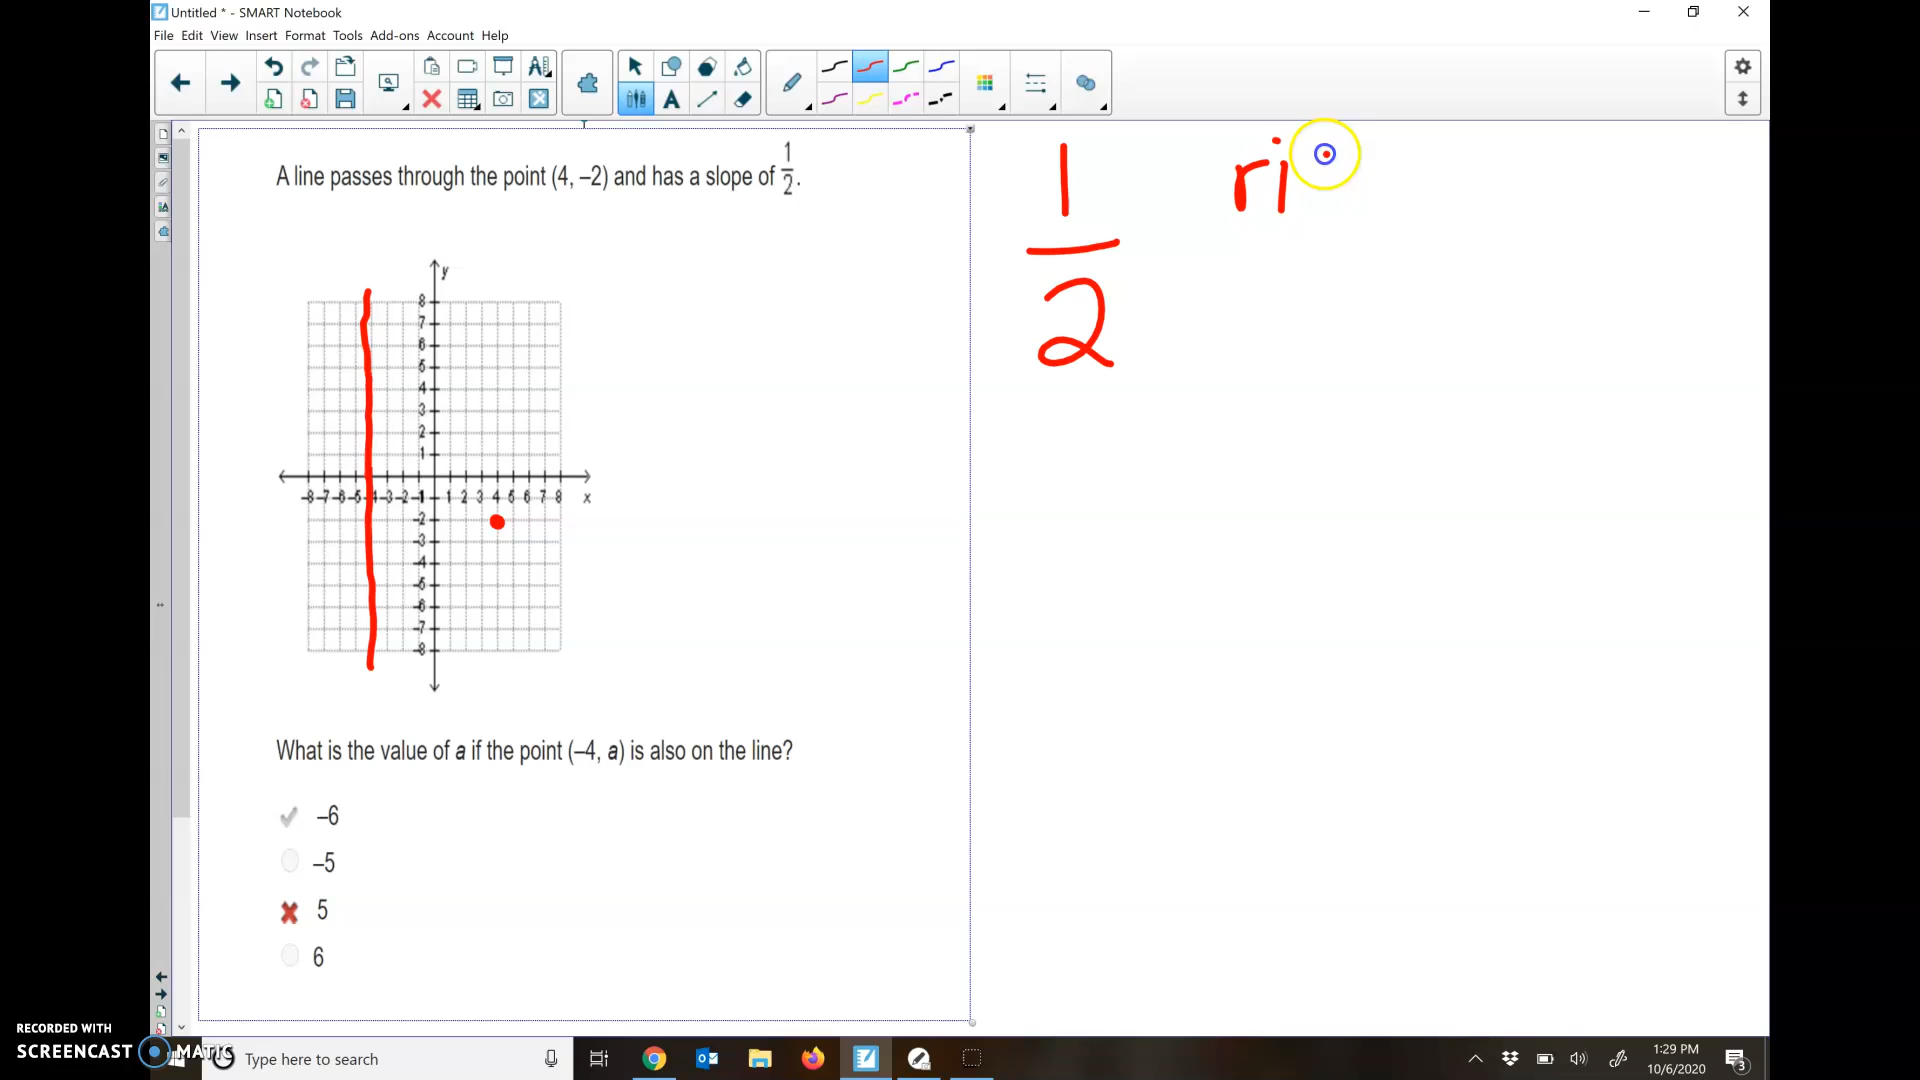 Untitled * - SMART Notebook
File Edit View Insert Format Tools Add-ons Account Help
A line passes through the point (4, –2) and has a slope of 1/2.
1
2
ri
y
8
7
6
5
4
3
2
1
-8 -7 -6 -5 -4 -3 -2 -1 1 2 3 4 5 6 7 8 x
-2
-3
-4
-5
-6
-7
-8
What is the value of a if the point (–4, a) is also on the line?
–6
–5
5
6
RECORDED WITH
SCREENCAST MATIC
Type here to search
1:29 PM
10/6/2020
3